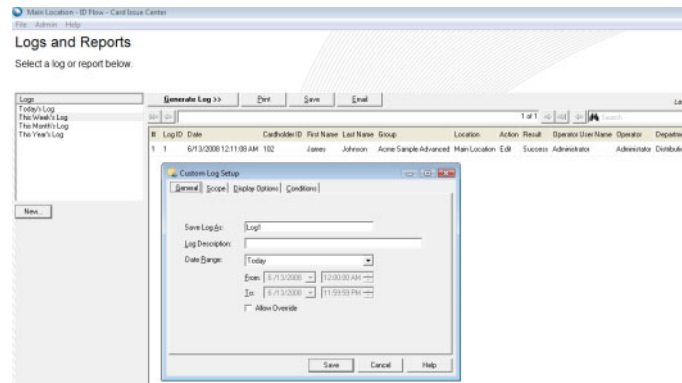 Main Location - ID Flow - Card Issue Center
File Admin Help
Logs and Reports
Select a log or report below.
Logs
Today's Log
This Week's Log
This Month's Log
This Year's Log
New...
Generate Log >> Print Save Email
1 of 1 Search
# Log ID Date Cardholder ID First Name Last Name Group Location Action Result Operator User Name Operator Departme
1 1 6/13/2008 12:11:08 AM 102 James Johnson Acme Sample Advanced Main Location Edit Success Administrator Administrator Distributio
Custom Log Setup
General Scope Display Options Conditions
Save Log As: Log1
Log Description:
Date Range: Today
From: 6/13/2008 12:00:00 AM
To: 6/13/2008 11:59:59 PM
Allow Override
Save Cancel Help